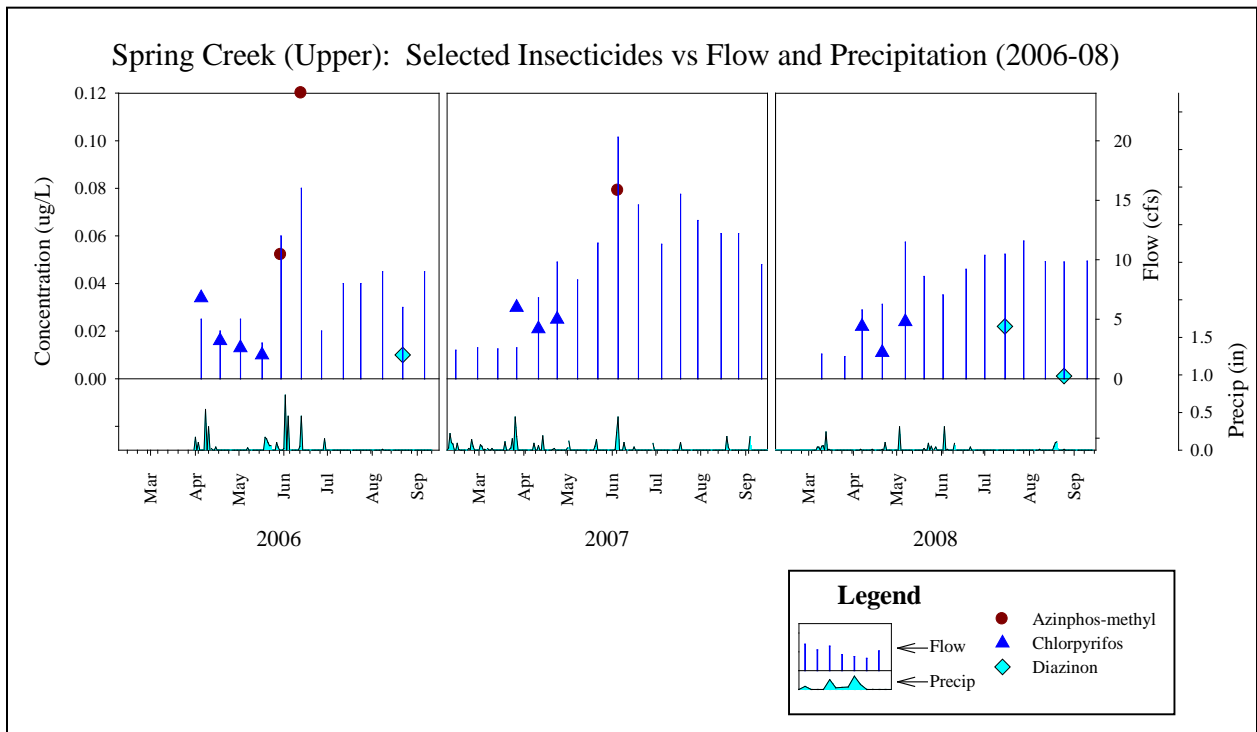 Spring Creek (Upper): Selected Insecticides vs Flow and Precipitation (2006-08)
Concentration (ug/L)
0.12
0.10
0.08
0.06
0.04
0.02
0.00
20
15
10
5
0
Flow (cfs)
1.5
1.0
0.5
0.0
Precip (in)
Mar Apr May Jun Jul Aug Sep
Mar Apr May Jun Jul Aug Sep
Mar Apr May Jun Jul Aug Sep
2006 2007 2008
Legend
Flow
Precip
Azinphos-methyl
Chlorpyrifos
Diazinon